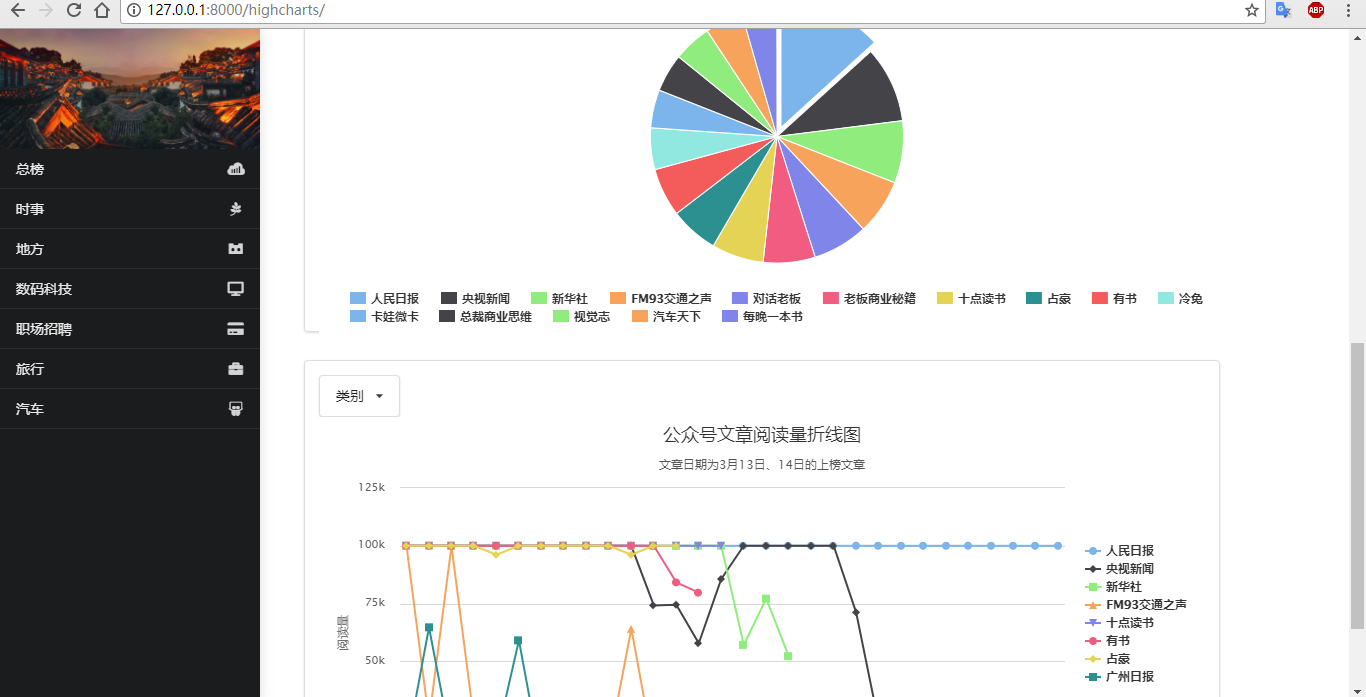 127.0.0.1:8000/highcharts/
ABP
总榜
时事
地方
数码科技
职场招聘
旅行
汽车
人民日报 央视新闻 新华社 FM93交通之声 对话老板 老板商业秘籍 十点读书 占豪 有书 冷兔
卡娃微卡 总裁商业思维 视觉志 汽车天下 每晚一本书
类别
公众号文章阅读量折线图
文章日期为3月13日、14日的上榜文章
125k
100k
75k
50k
阅读量
人民日报
央视新闻
新华社
FM93交通之声
十点读书
有书
占豪
广州日报